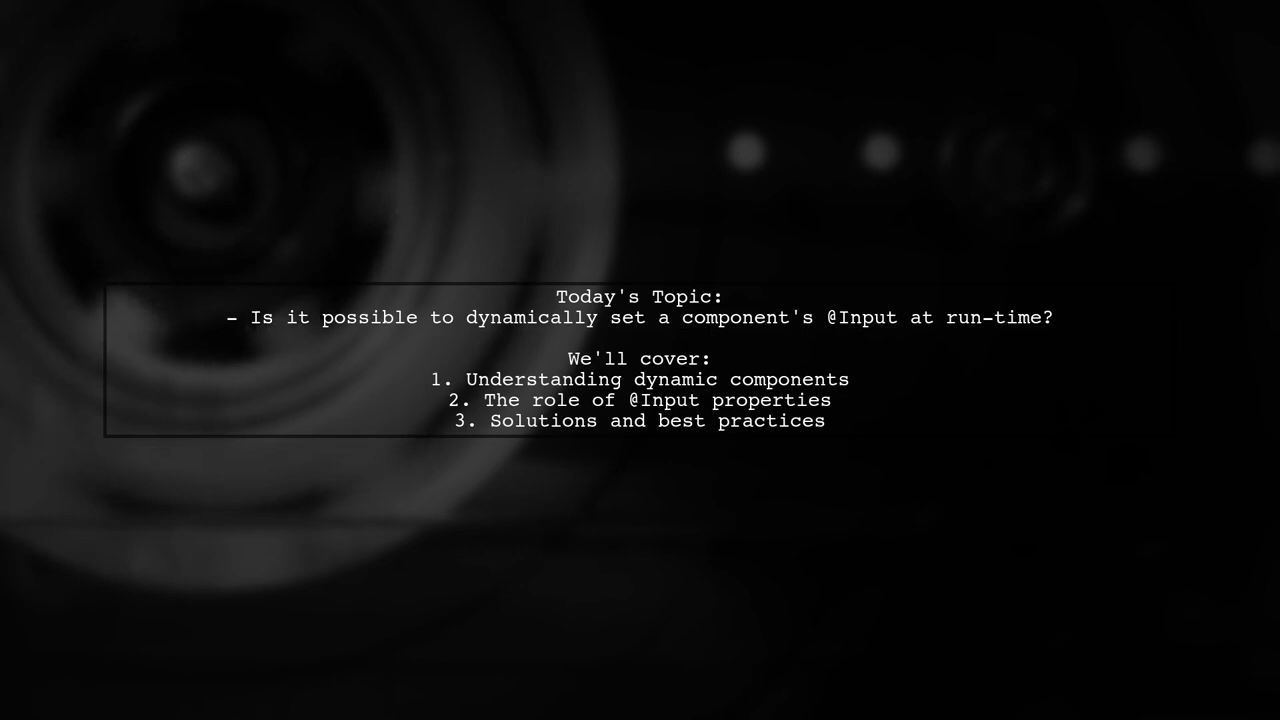 Today's Topic:
- Is it possible to dynamically set a component's @Input at run-time?
We'll cover:
1. Understanding dynamic components
2. The role of @Input properties
3. Solutions and best practices